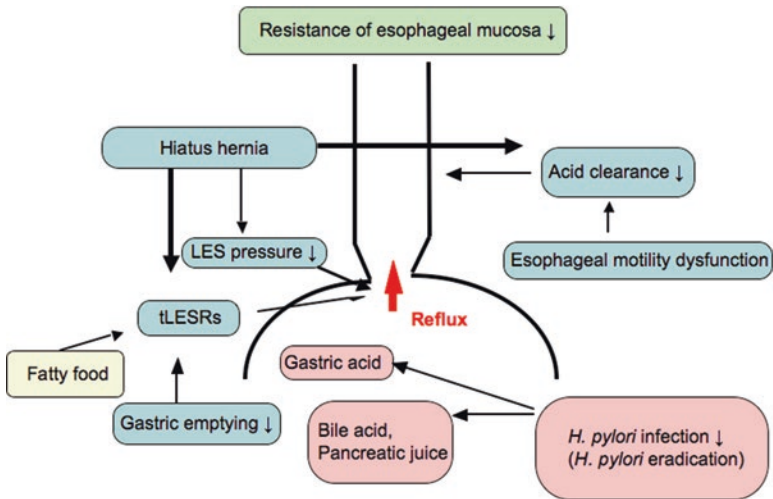 Resistance of esophageal mucosa ↓
Hiatus hernia
Acid clearance ↓
LES pressure ↓
Esophageal motility dysfunction
tLESRs
Reflux
Fatty food
Gastric acid
Gastric emptying ↓
Bile acid,
Pancreatic juice
H. pylori infection ↓
(H. pylori eradication)